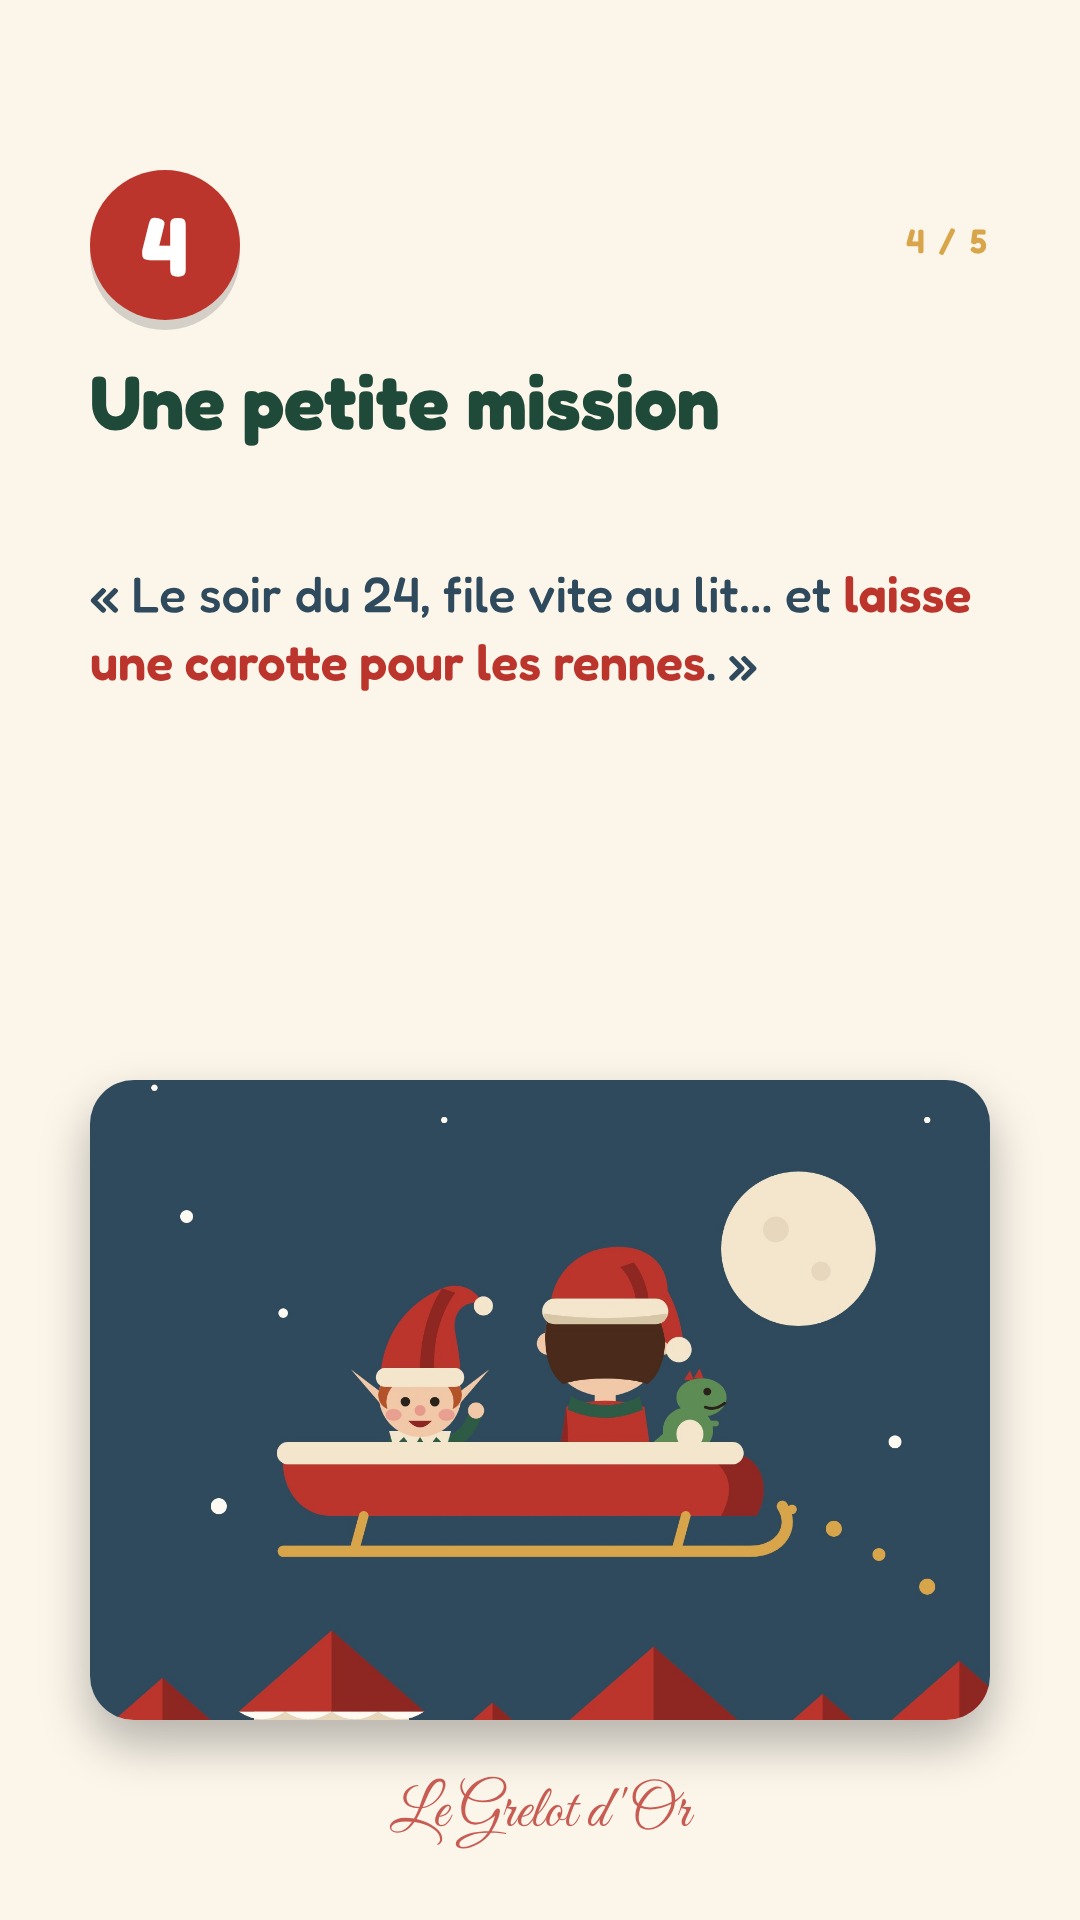 4
4 / 5
Une petite mission
« Le soir du 24, file vite au lit... et laisse
une carotte pour les rennes. »
Le Grelot d'Or